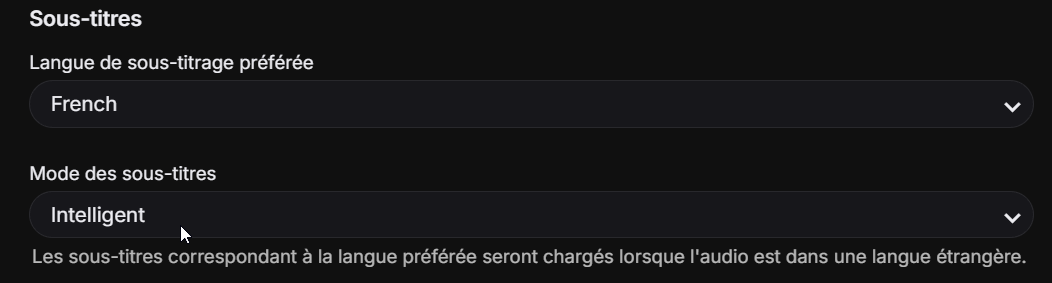 Sous-titres
Langue de sous-titrage préférée
French
Mode des sous-titres
Intelligent
Les sous-titres correspondant à la langue préférée seront chargés lorsque l'audio est dans une langue étrangère.